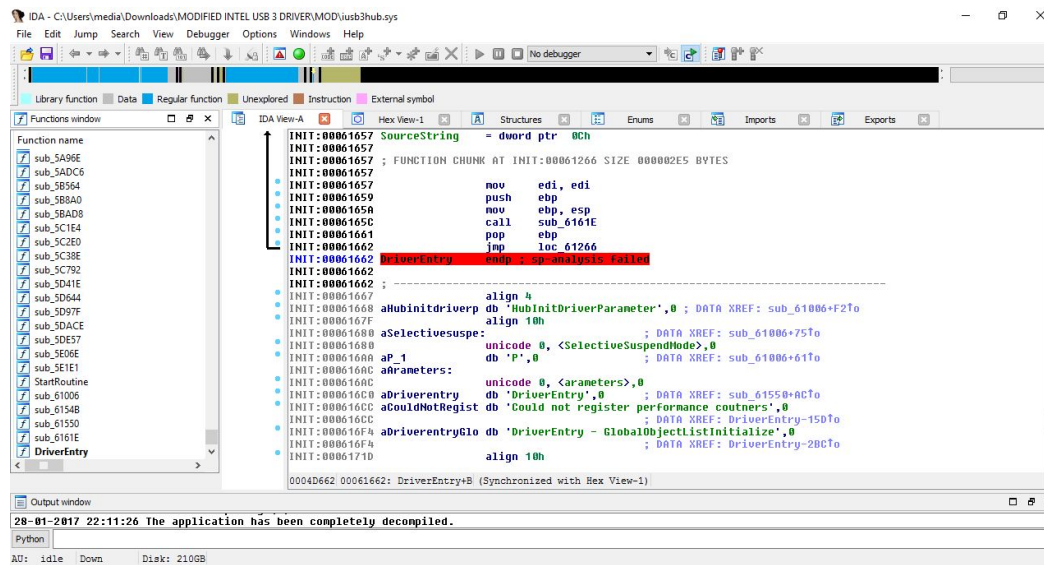 IDA - C:\Users\media\Downloads\MODIFIED INTEL USB 3 DRIVER\MOD\iusb3hub.sys
File Edit Jump Search View Debugger Options Windows Help
No debugger
Library function Data Regular function Unexplored Instruction External symbol
Functions window
IDA View-A Hex View-1 Structures Enums Imports Exports
Function name
sub_5A96E
sub_5ADC6
sub_5B564
sub_5B8A0
sub_5BAD8
sub_5C1E4
sub_5C2E0
sub_5C38E
sub_5C792
sub_5D41E
sub_5D644
sub_5D97F
sub_5DACE
sub_5DE57
sub_5E06E
sub_5E1E1
StartRoutine
sub_61006
sub_6154B
sub_61550
sub_6161E
DriverEntry
INIT:00061657 SourceString = dword ptr 0Ch
INIT:00061657
INIT:00061657 ; FUNCTION CHUNK AT INIT:00061266 SIZE 000002E5 BYTES
INIT:00061657
INIT:00061657 mov edi, edi
INIT:00061659 push ebp
INIT:0006165A mov ebp, esp
INIT:0006165C call sub_6161E
INIT:00061661 pop ebp
INIT:00061662 jmp loc_61266
INIT:00061662 DriverEntry endp ; sp-analysis failed
INIT:00061662
INIT:00061662 ; ---------------------------------------------------------------------------
INIT:00061667 align 4
INIT:00061668 aHubinitdriverp db 'HubInitDriverParameter',0 ; DATA XREF: sub_61006+F2↑o
INIT:0006167F align 10h
INIT:00061680 aSelectivesuspe: ; DATA XREF: sub_61006+75↑o
INIT:00061680 unicode 0, <SelectiveSuspendMode>,0
INIT:000616AA aP_1 db 'P',0 ; DATA XREF: sub_61006+61↑o
INIT:000616AC aArameters:
INIT:000616AC unicode 0, <arameters>,0
INIT:000616C0 aDriverentry db 'DriverEntry',0 ; DATA XREF: sub_61550+AC↑o
INIT:000616CC aCouldNotRegist db 'Could not register performance coutners',0
INIT:000616CC ; DATA XREF: DriverEntry-15D↑o
INIT:000616F4 aDriverentryGlo db 'DriverEntry - GlobalObjectListInitialize',0
INIT:000616F4 ; DATA XREF: DriverEntry-2BC↑o
INIT:0006171D align 10h
0004D662 00061662: DriverEntry+B (Synchronized with Hex View-1)
Output window
28-01-2017 22:11:26 The application has been completely decompiled.
Python
AU: idle Down Disk: 210GB